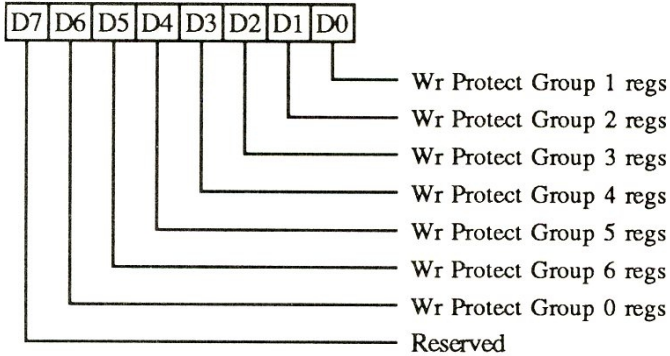 D7 D6 D5 D4 D3 D2 D1 D0
Wr Protect Group 1 regs
Wr Protect Group 2 regs
Wr Protect Group 3 regs
Wr Protect Group 4 regs
Wr Protect Group 5 regs
Wr Protect Group 6 regs
Wr Protect Group 0 regs
Reserved